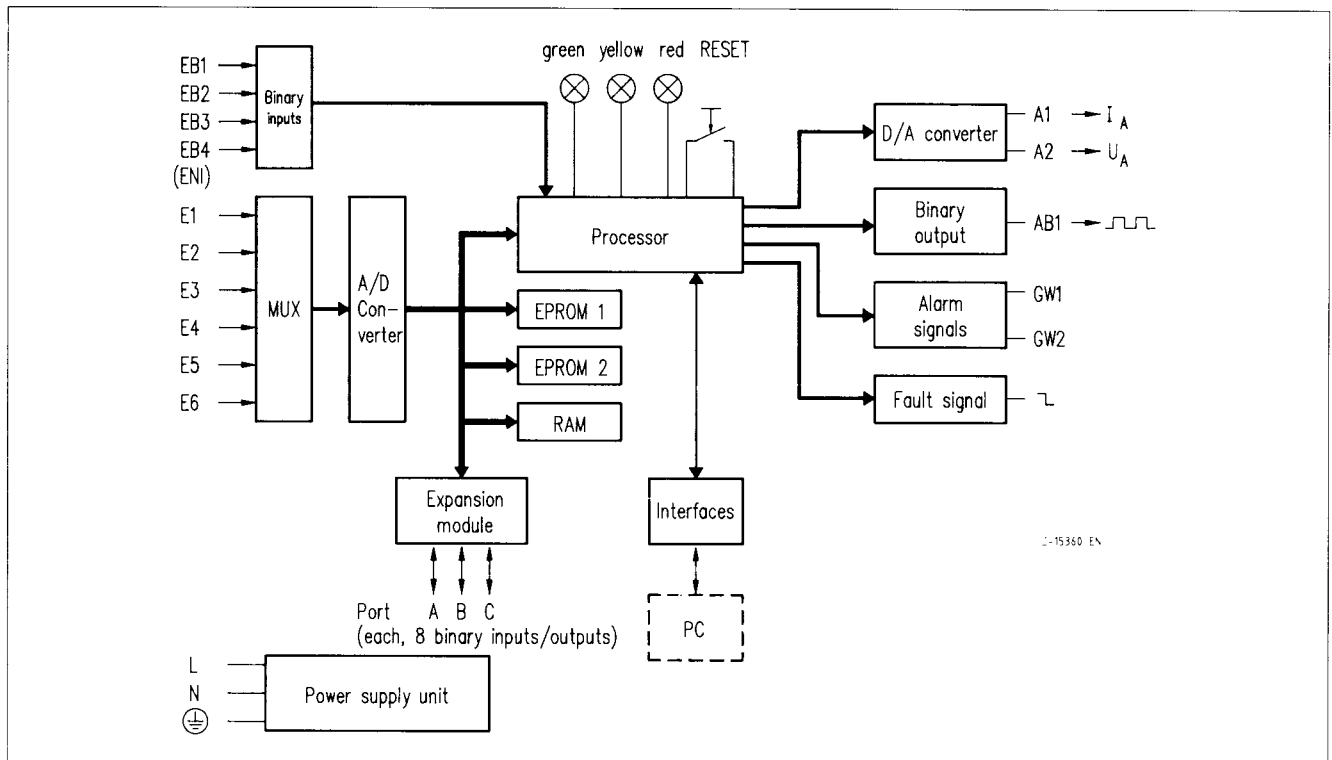 green yellow red RESET
EB1
EB2
EB3
EB4
(ENI)
Binary
inputs
E1
E2
E3
E4
E5
E6
MUX
A/D
Con-
verter
Processor
EPROM 1
EPROM 2
RAM
Expansion
module
Port A B C
(each, 8 binary inputs/outputs)
Interfaces
PC
D/A converter
A1 I A
A2 U A
Binary
output
AB1
Alarm
signals
GW1
GW2
Fault signal
-15360 EN
L
N
Power supply unit